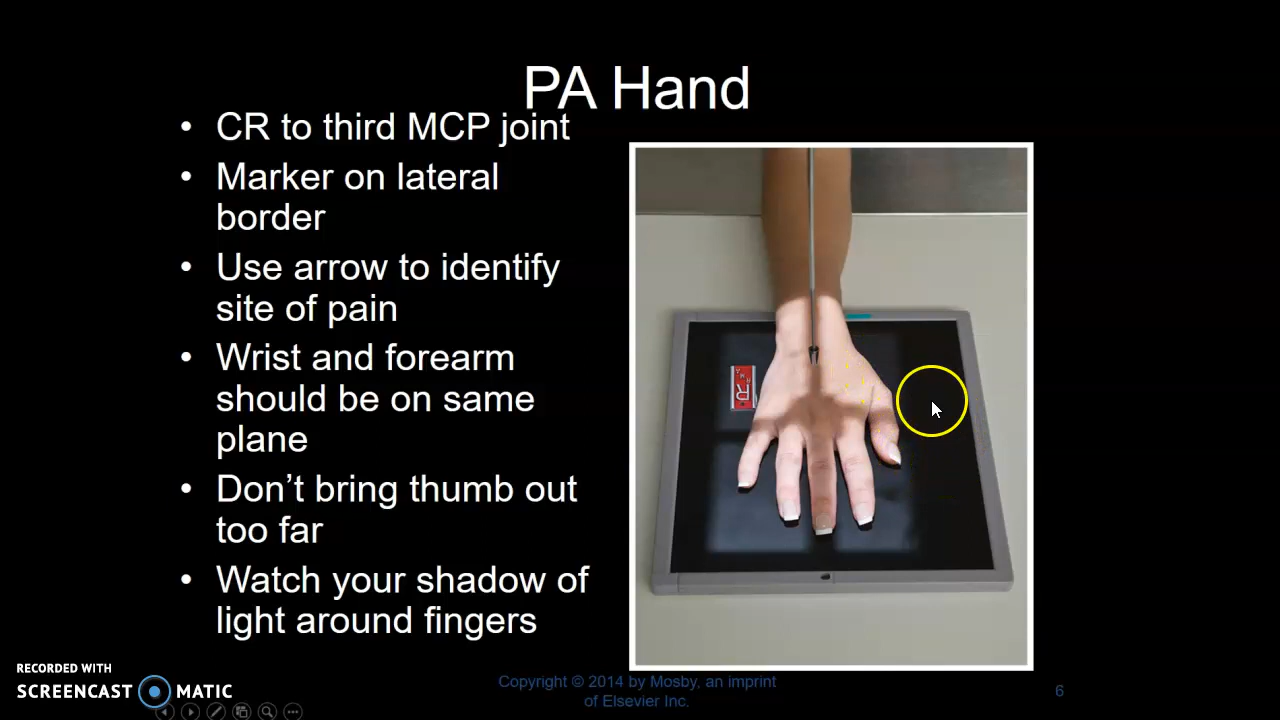 PA Hand
• CR to third MCP joint
• Marker on lateral
border
• Use arrow to identify
site of pain
• Wrist and forearm
should be on same
plane
• Don’t bring thumb out
too far
• Watch your shadow of
light around fingers
R
RECORDED WITH
SCREENCAST MATIC
Copyright © 2014 by Mosby, an imprint
of Elsevier Inc.
6